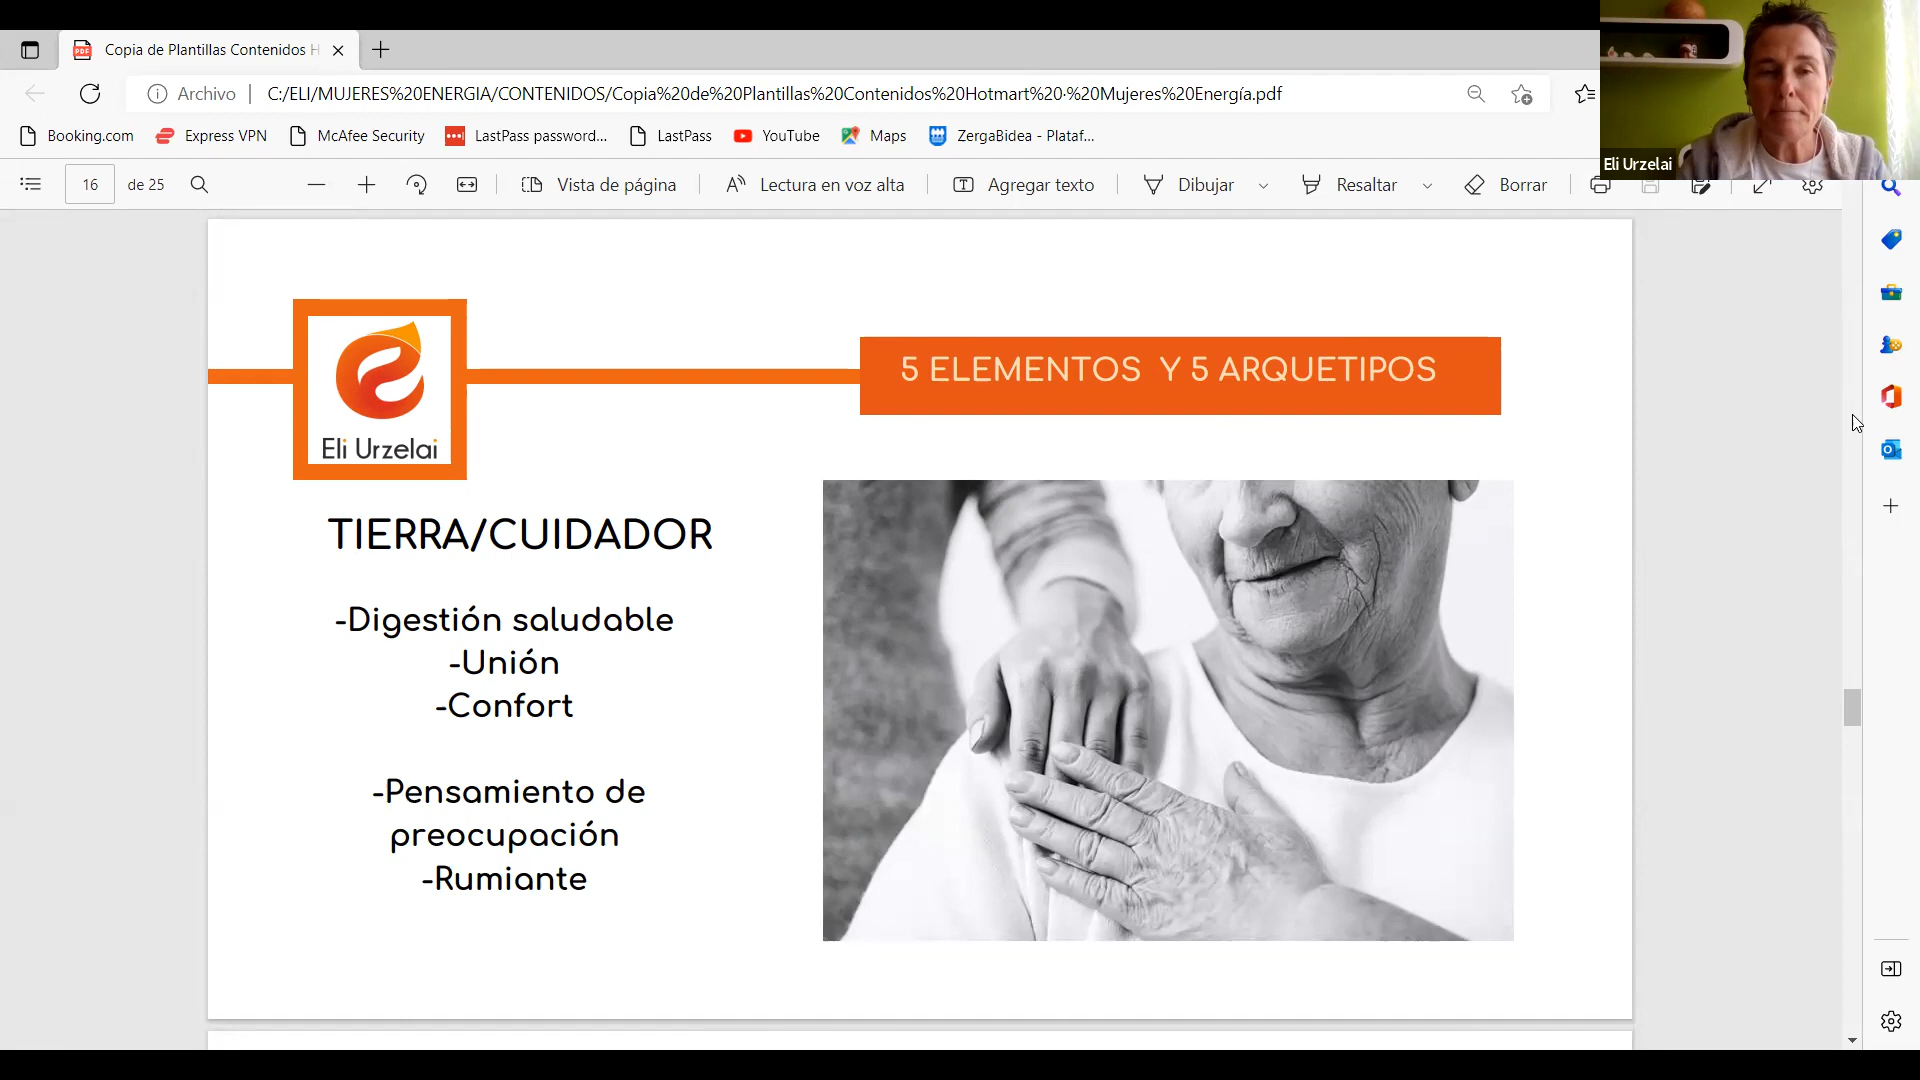 Copia de Plantillas Contenidos H
Archivo
C:/ELI/MUJERES%20ENERGIA/CONTENIDOS/Copia%20de%20Plantillas%20Contenidos%20Hotmart%20·%20Mujeres%20Energía.pdf
Booking.com
Express VPN
McAfee Security
LastPass password...
LastPass
YouTube
Maps
ZergaBidea - Plataf...
Eli Urzelai
16
de 25
Vista de página
Lectura en voz alta
Agregar texto
Dibujar
Resaltar
Borrar
Eli Urzelai
5 ELEMENTOS Y 5 ARQUETIPOS
TIERRA/CUIDADOR
-Digestión saludable
-Unión
-Confort
-Pensamiento de
preocupación
-Rumiante